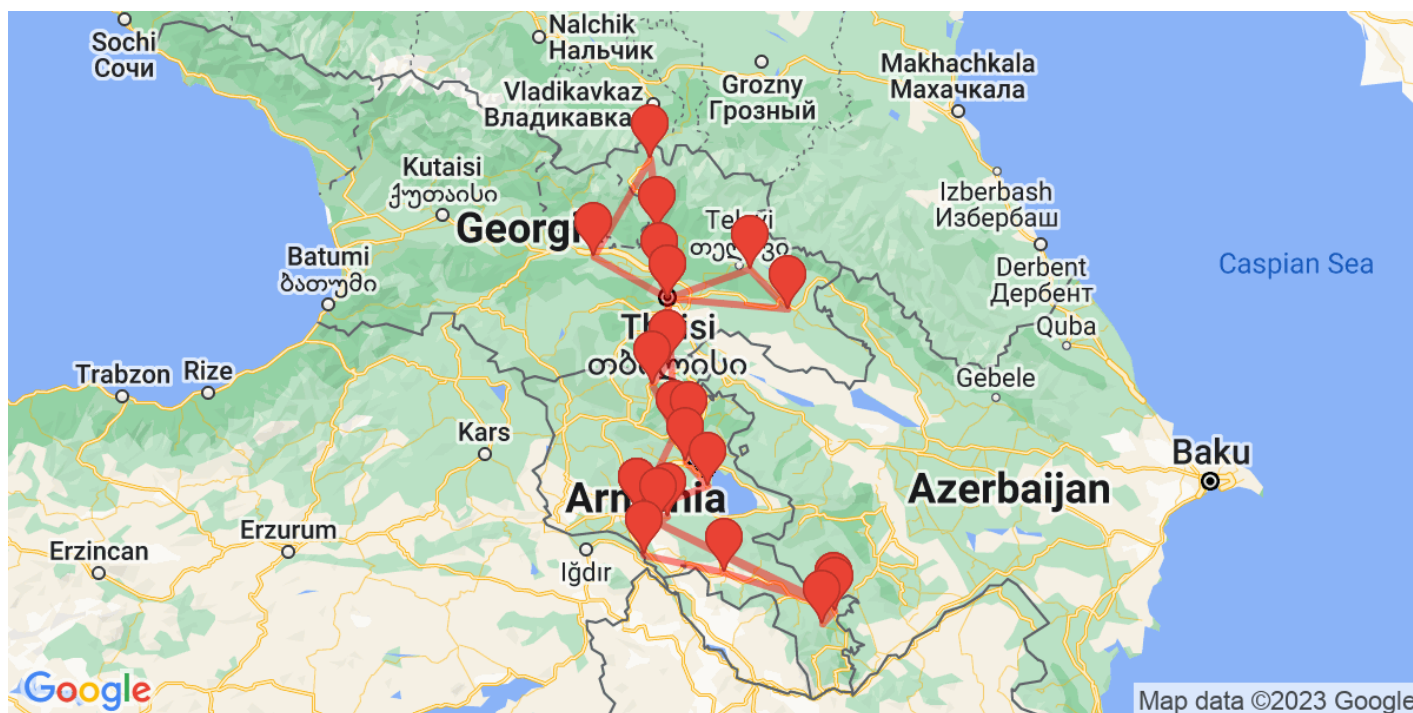 Sochi
Сочи
Nalchik
Нальчик
Grozny
Грозный
Makhachkala
Махачкала
Vladikavkaz
Владикавка
Kutaisi
ქუთაისი
Izberbash
Избербаш
Georgi
თელავი
Batumi
ბათუმი
Derbent
Дербент
Caspian Sea
Quba
თბილისი
Trabzon
Rize
Gebele
Kars
Baku
Armenia
Azerbaijan
Erzurum
Erzincan
Iğdır
Google
Map data ©2023 Google